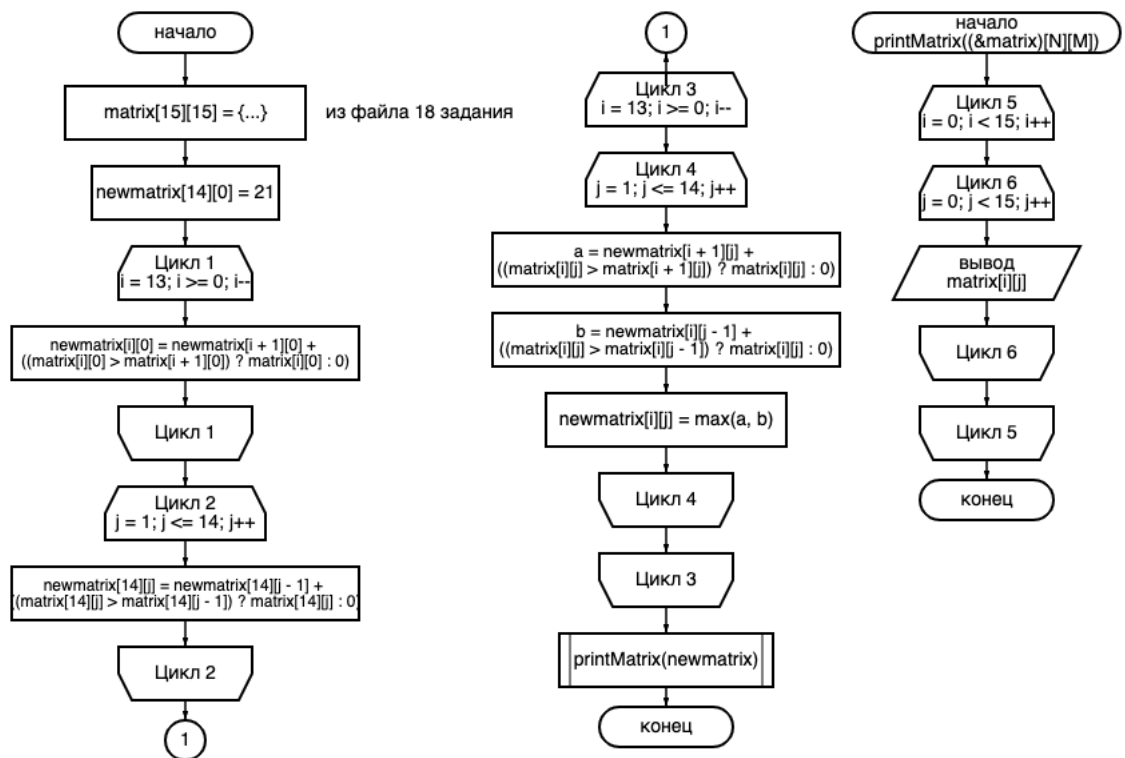 начало
matrix[15][15] = {...}
из файла 18 задания
newmatrix[14][0] = 21
Цикл 1
i = 13; i >= 0; i--
newmatrix[i][0] = newmatrix[i + 1][0] +
((matrix[i][0] > matrix[i + 1][0]) ? matrix[i][0] : 0)
Цикл 1
Цикл 2
j = 1; j <= 14; j++
newmatrix[14][j] = newmatrix[14][j - 1] +
((matrix[14][j] > matrix[14][j - 1]) ? matrix[14][j] : 0)
Цикл 2
1
1
Цикл 3
i = 13; i >= 0; i--
Цикл 4
j = 1; j <= 14; j++
a = newmatrix[i + 1][j] +
((matrix[i][j] > matrix[i + 1][j]) ? matrix[i][j] : 0)
b = newmatrix[i][j - 1] +
((matrix[i][j] > matrix[i][j - 1]) ? matrix[i][j] : 0)
newmatrix[i][j] = max(a, b)
Цикл 4
Цикл 3
printMatrix(newmatrix)
конец
начало
printMatrix((&matrix)[N][M])
Цикл 5
i = 0; i < 15; i++
Цикл 6
j = 0; j < 15; j++
вывод
matrix[i][j]
Цикл 6
Цикл 5
конец